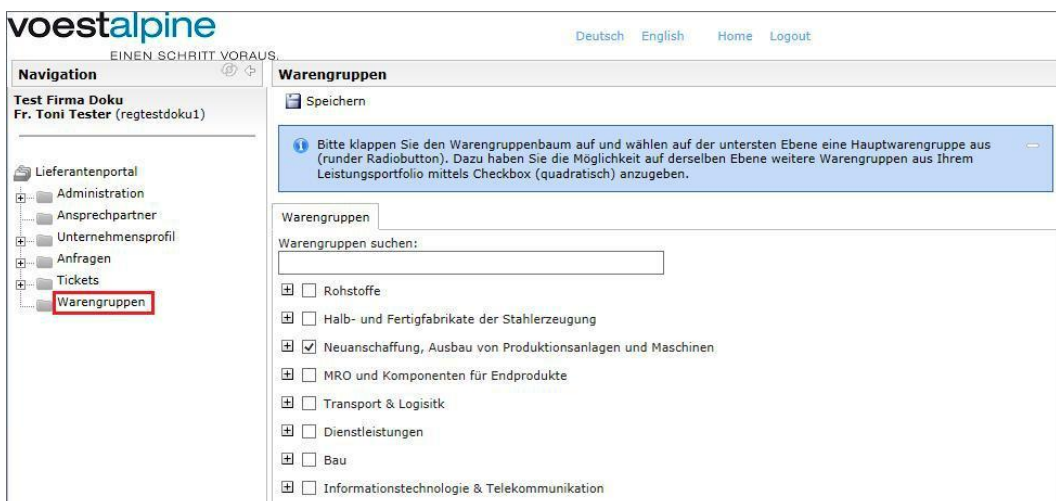 voestalpine
EINEN SCHRITT VORAUS.
Deutsch English Home Logout
Navigation
Test Firma Doku
Fr. Toni Tester (regtestdoku1)
Lieferantenportal
Administration
Ansprechpartner
Unternehmensprofil
Anfragen
Tickets
Warengruppen
Warengruppen
Speichern
Bitte klappen Sie den Warengruppenbaum auf und wählen auf der untersten Ebene eine Hauptwarengruppe aus
(runder Radiobutton). Dazu haben Sie die Möglichkeit auf derselben Ebene weitere Warengruppen aus Ihrem
Leistungsportfolio mittels Checkbox (quadratisch) anzugeben.
Warengruppen
Warengruppen suchen:
Rohstoffe
Halb- und Fertigfabrikate der Stahlerzeugung
Neuanschaffung, Ausbau von Produktionsanlagen und Maschinen
MRO und Komponenten für Endprodukte
Transport & Logisitk
Dienstleistungen
Bau
Informationstechnologie & Telekommunikation